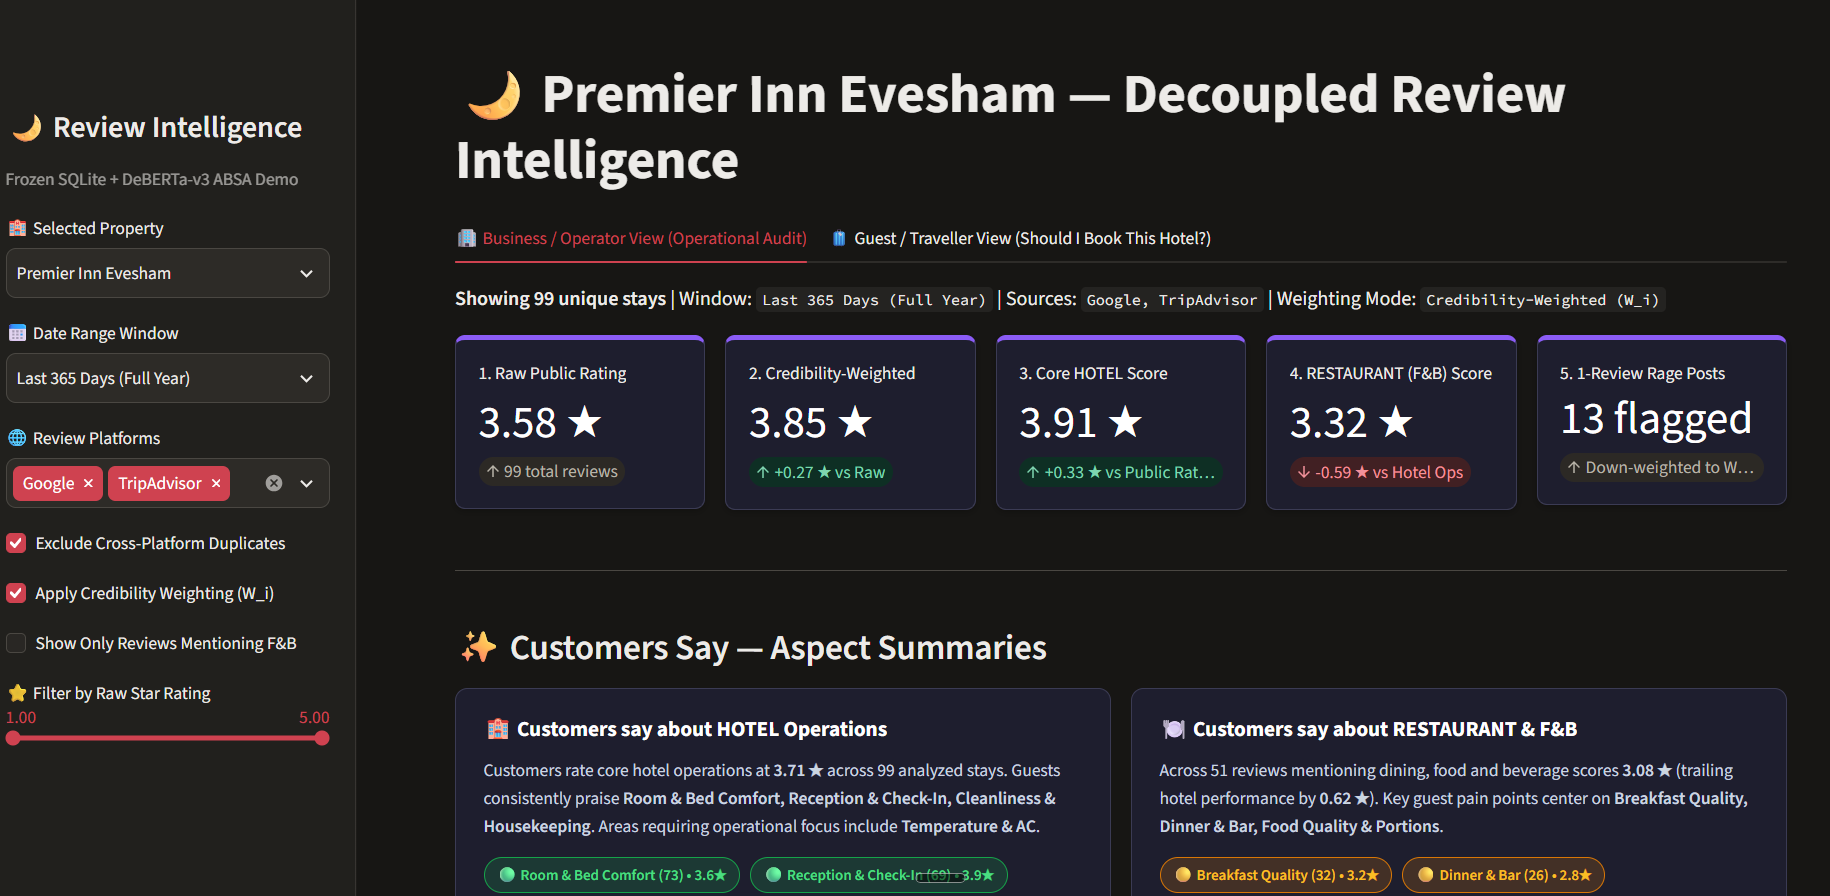 Review Intelligence
Frozen SQLite + DeBERTa-v3 ABSA Demo
Selected Property
Premier Inn Evesham
Date Range Window
Last 365 Days (Full Year)
Review Platforms
Google × TripAdvisor ×
Exclude Cross-Platform Duplicates
Apply Credibility Weighting (W_i)
Show Only Reviews Mentioning F&B
Filter by Raw Star Rating
1.00 5.00
Premier Inn Evesham — Decoupled Review
Intelligence
Business / Operator View (Operational Audit) Guest / Traveller View (Should I Book This Hotel?)
Showing 99 unique stays | Window: Last 365 Days (Full Year) | Sources: Google, TripAdvisor | Weighting Mode: Credibility-Weighted (W_i)
1. Raw Public Rating
3.58 ★
↑ 99 total reviews
2. Credibility-Weighted
3.85 ★
↑ +0.27 ★ vs Raw
3. Core HOTEL Score
3.91 ★
↑ +0.33 ★ vs Public Rat…
4. RESTAURANT (F&B) Score
3.32 ★
↓ -0.59 ★ vs Hotel Ops
5. 1-Review Rage Posts
13 flagged
↑ Down-weighted to W…
Customers Say — Aspect Summaries
Customers say about HOTEL Operations
Customers rate core hotel operations at 3.71 ★ across 99 analyzed stays. Guests
consistently praise Room & Bed Comfort, Reception & Check-In, Cleanliness &
Housekeeping. Areas requiring operational focus include Temperature & AC.
Room & Bed Comfort (73) • 3.6★ Reception & Check-In (69) • 3.9★
Customers say about RESTAURANT & F&B
Across 51 reviews mentioning dining, food and beverage scores 3.08 ★ (trailing
hotel performance by 0.62 ★). Key guest pain points center on Breakfast Quality,
Dinner & Bar, Food Quality & Portions.
Breakfast Quality (32) • 3.2★ Dinner & Bar (26) • 2.8★